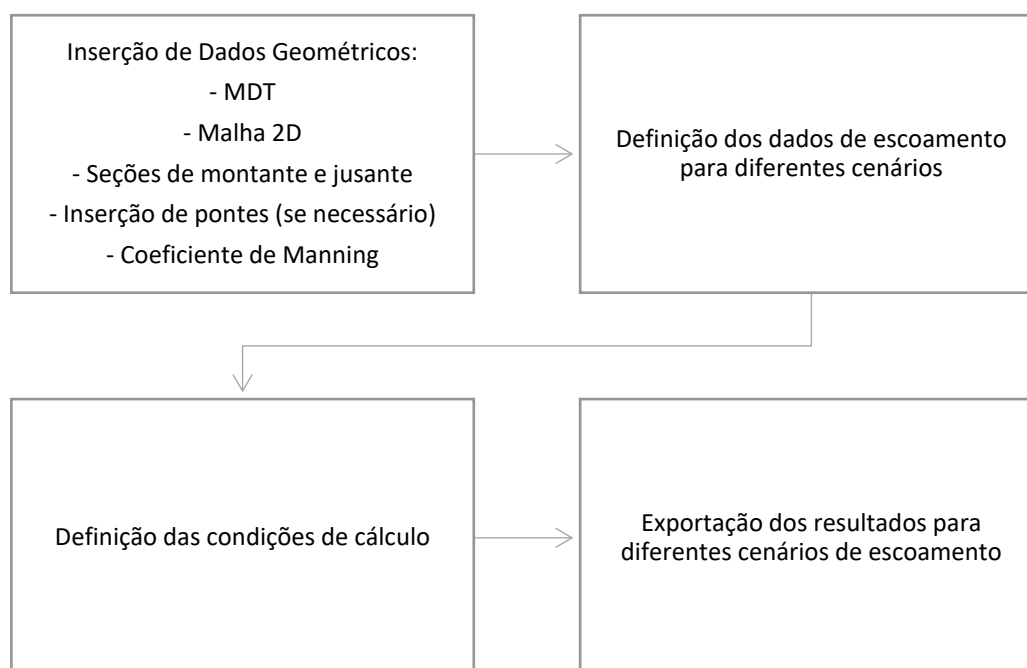 Inserção de Dados Geométricos:
- MDT
- Malha 2D
- Seções de montante e jusante
- Inserção de pontes (se necessário)
- Coeficiente de Manning
Definição dos dados de escoamento
para diferentes cenários
Definição das condições de cálculo
Exportação dos resultados para
diferentes cenários de escoamento